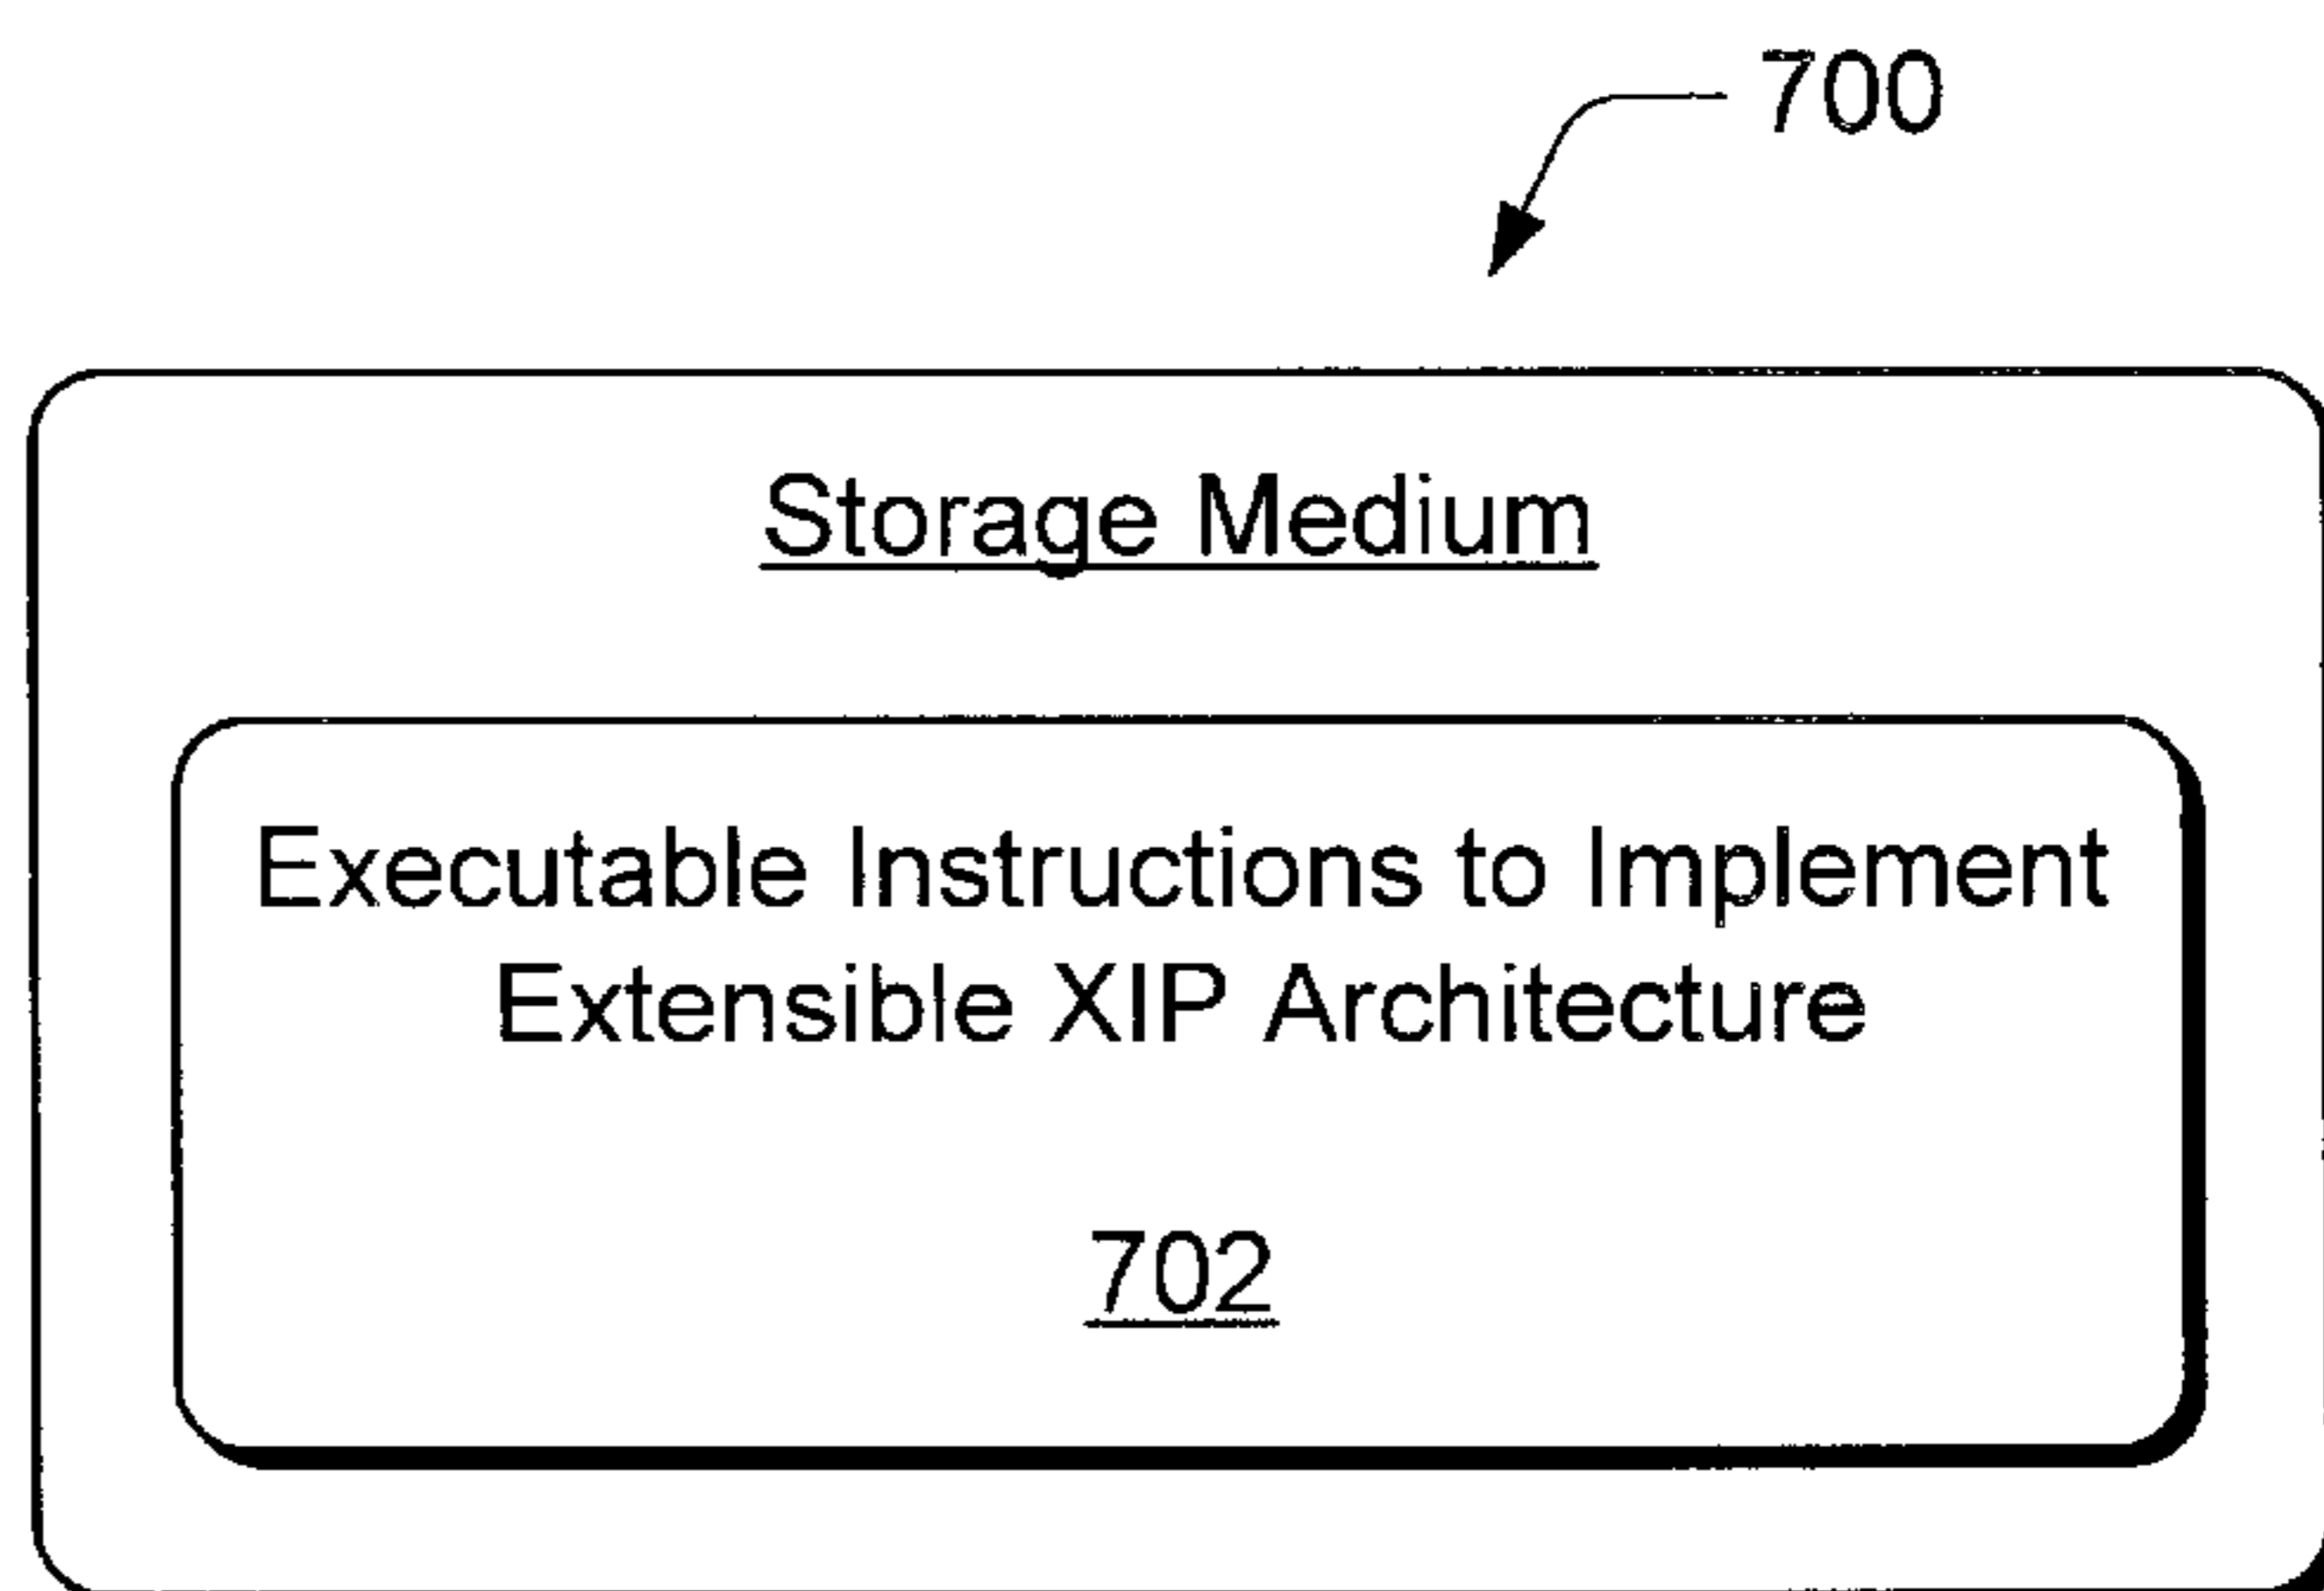 700
Storage Medium
Executable Instructions to Implement
Extensible XIP Architecture
702